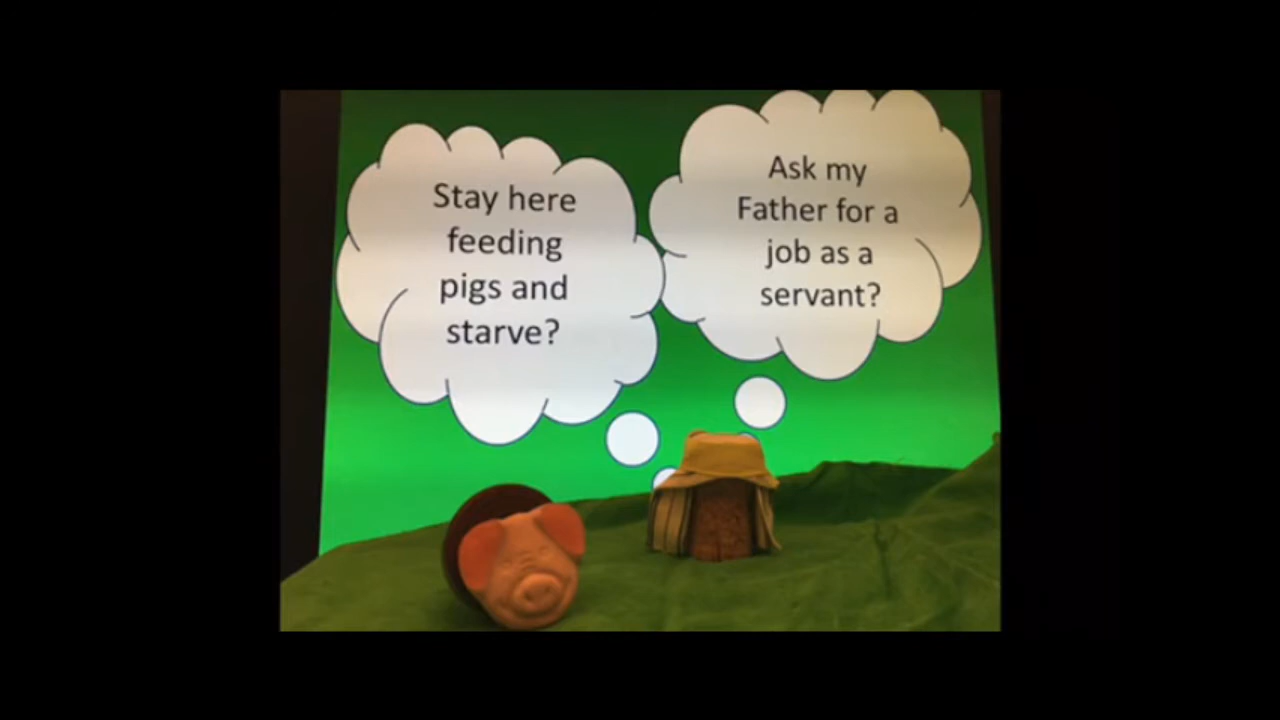 Stay here
feeding
pigs and
starve?
Ask my
Father for a
job as a
servant?